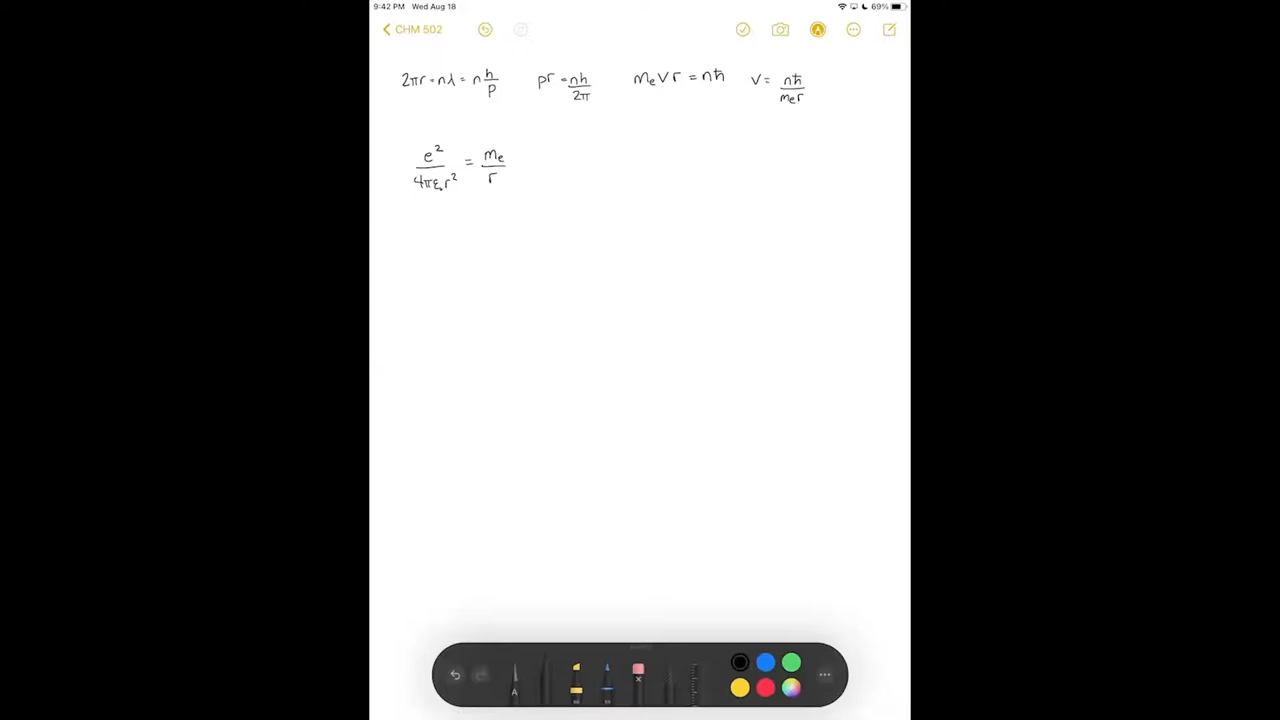 9:42 PM Wed Aug 18 69%
CHM 502
2πr = nλ = n h/p pr = nh/2π mₑvr = nħ v = nħ/mₑr
e²/4πε₀r² = mₑ/r